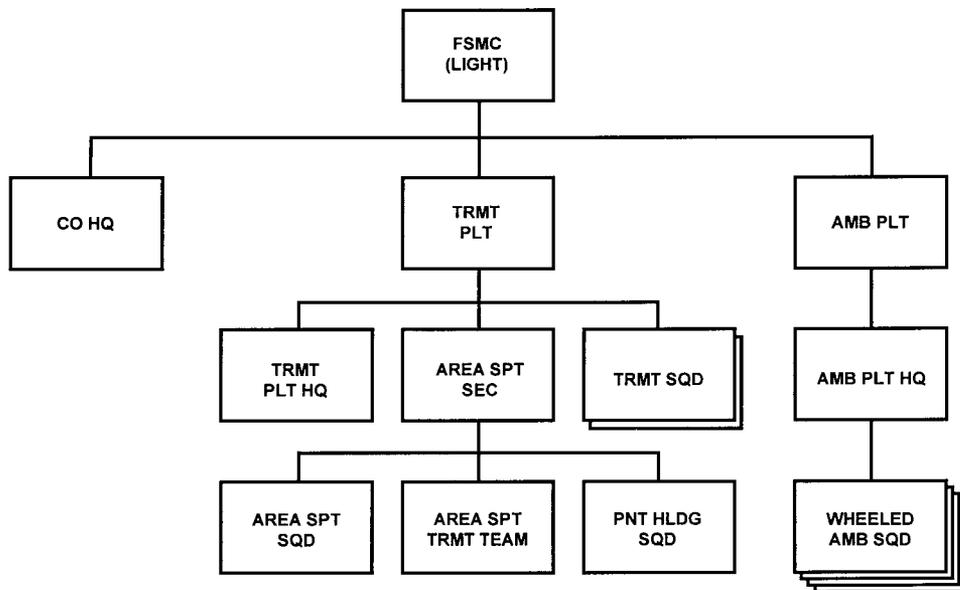 FSMC
(LIGHT)
CO HQ
TRMT
PLT
AMB PLT
TRMT
PLT HQ
AREA SPT
SEC
TRMT SQD
AMB PLT HQ
AREA SPT
SQD
AREA SPT
TRMT TEAM
PNT HLDG
SQD
WHEELED
AMB SQD